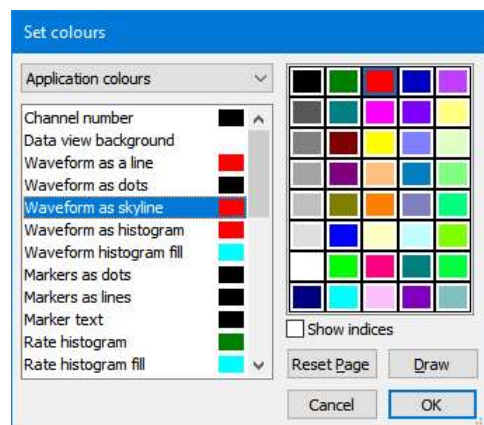 Set colours
Application colours
Channel number
Data view background
Waveform as a line
Waveform as dots
Waveform as skyline
Waveform as histogram
Waveform histogram fill
Markers as dots
Markers as lines
Marker text
Rate histogram
Rate histogram fill
Show indices
Reset Page
Draw
Cancel
OK